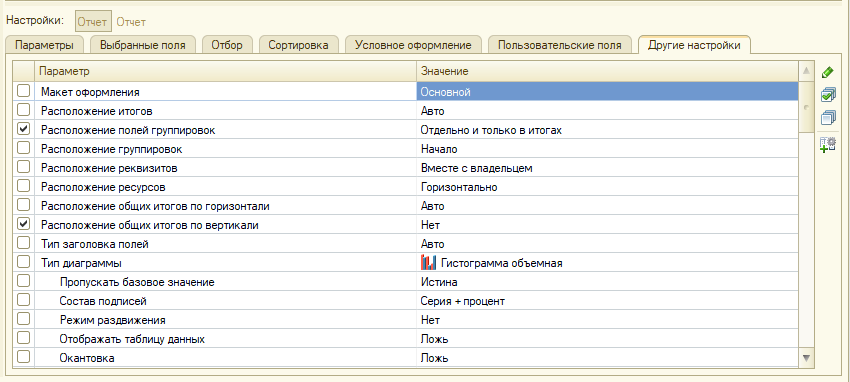 Настройки: Отчет Отчет
Параметры Выбранные поля Отбор Сортировка Условное оформление Пользовательские поля Другие настройки
Параметр Значение
Макет оформления Основной
Расположение итогов Авто
Расположение полей группировок Отдельно и только в итогах
Расположение группировок Начало
Расположение реквизитов Вместе с владельцем
Расположение ресурсов Горизонтально
Расположение общих итогов по горизонтали Авто
Расположение общих итогов по вертикали Нет
Тип заголовка полей Авто
Тип диаграммы Гистограмма объемная
Пропускать базовое значение Истина
Состав подписей Серия + процент
Режим раздвижения Нет
Отображать таблицу данных Ложь
Окантовка Ложь